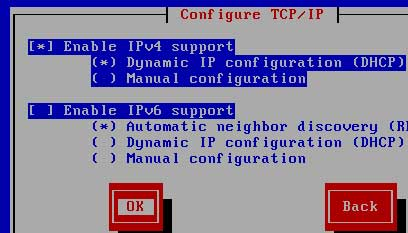 Configure TCP/IP
[*] Enable IPv4 support
(*) Dynamic IP configuration (DHCP)
( ) Manual configuration
[ ] Enable IPv6 support
(*) Automatic neighbor discovery
( ) Dynamic IP configuration (DHCP)
( ) Manual configuration
OK
Back